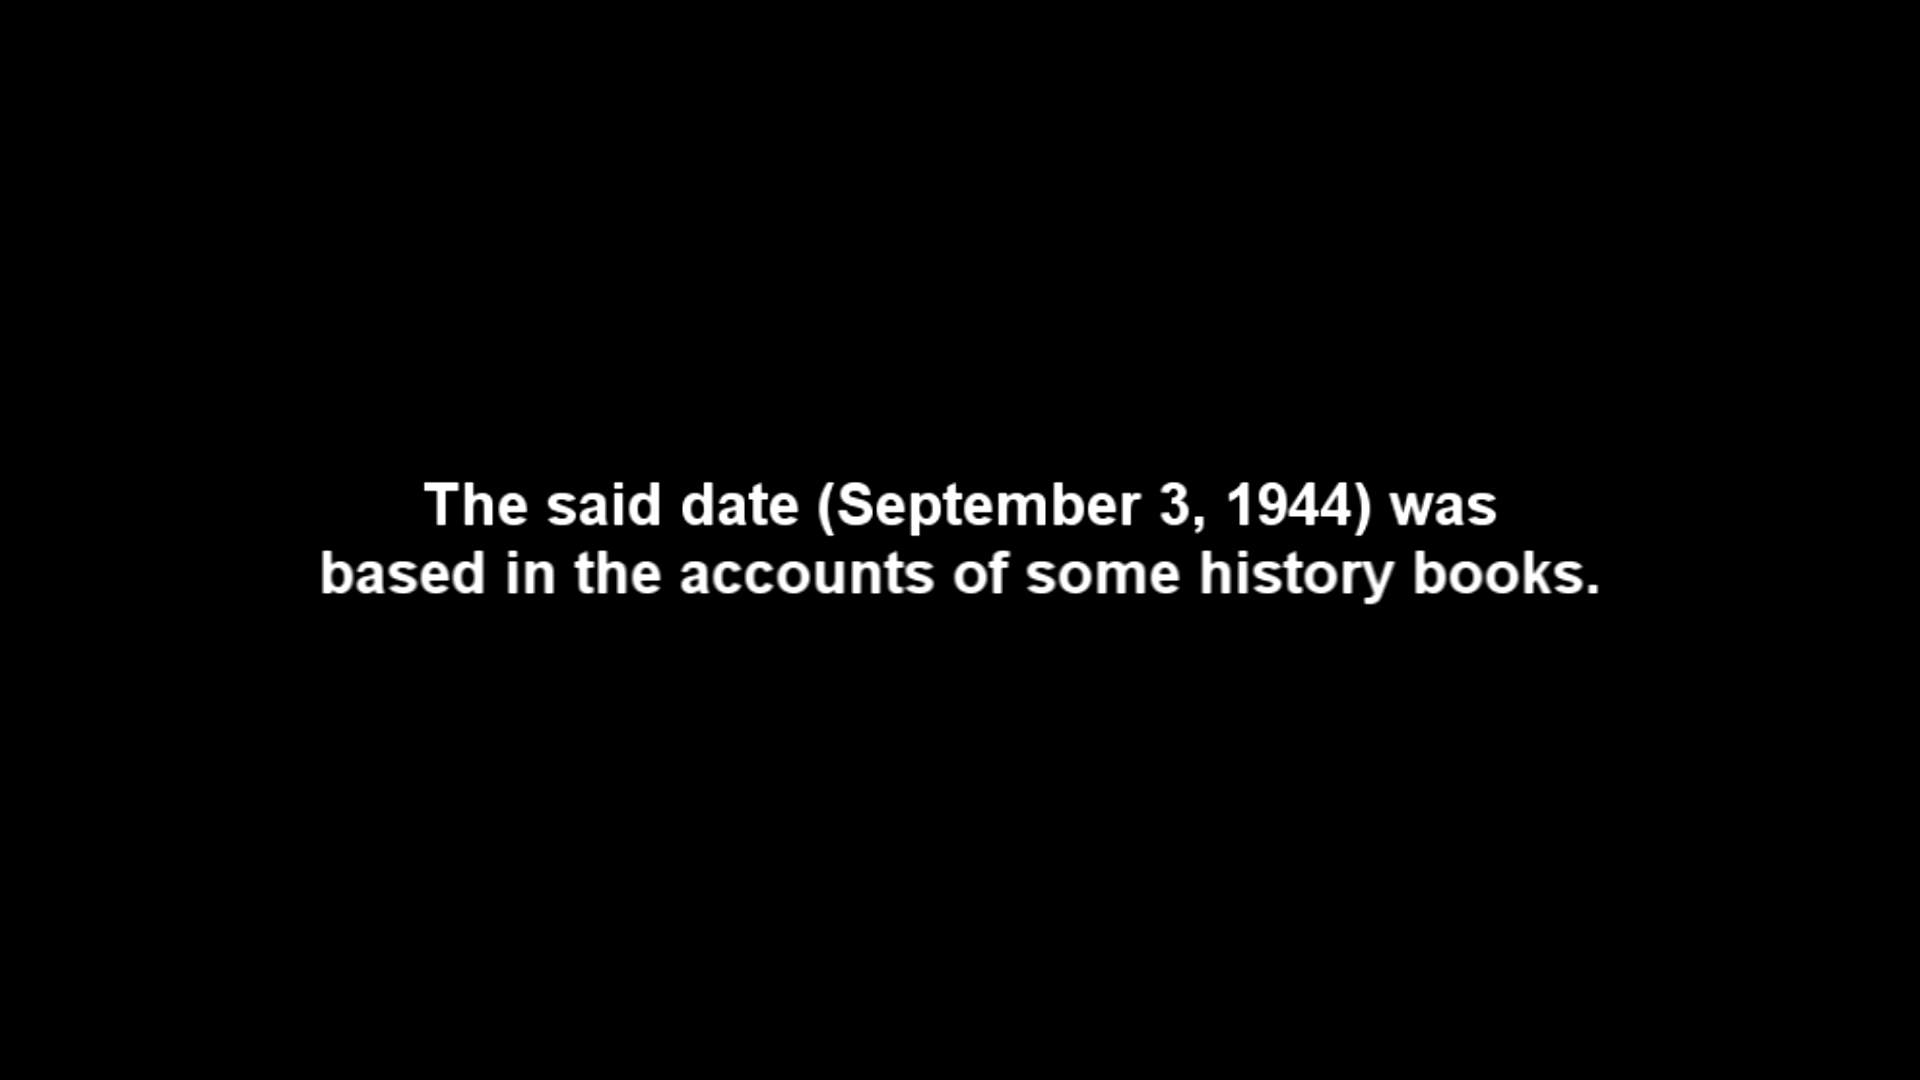 The said date (September 3, 1944) was
based in the accounts of some history books.